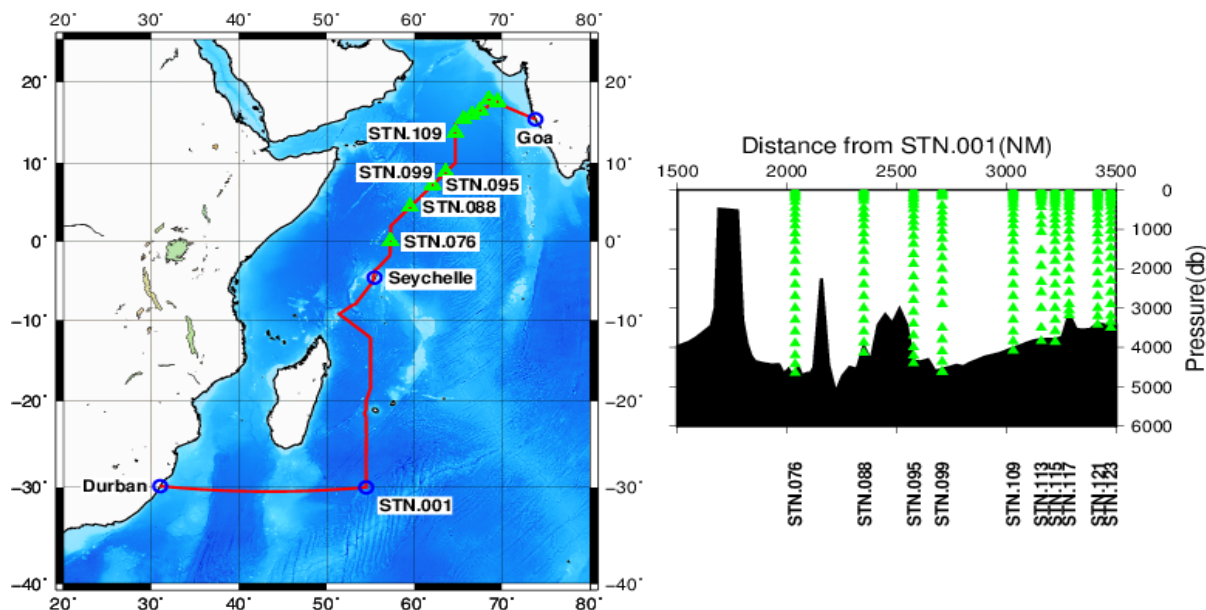 20° 30° 40° 50° 60° 70° 80°
20° 20°
10° 10°
0° 0°
−10° −10°
−20° −20°
−30° −30°
−40° −40°
20° 30° 40° 50° 60° 70° 80°
Goa
STN.109
STN.099
STN.095
STN.088
STN.076
Seychelle
Durban
STN.001
Distance from STN.001(NM)
1500 2000 2500 3000 3500
0
1000
2000
3000
4000
5000
6000
Pressure(db)
STN.076
STN.088
STN.095
STN.099
STN.109
STN.113
STN.115
STN.117
STN.121
STN.123